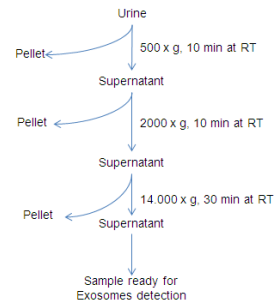 Urine
500 x g, 10 min at RT
Pellet
Supernatant
2000 x g, 10 min at RT
Pellet
Supernatant
14.000 x g, 30 min at RT
Pellet
Supernatant
Sample ready for
Exosomes detection